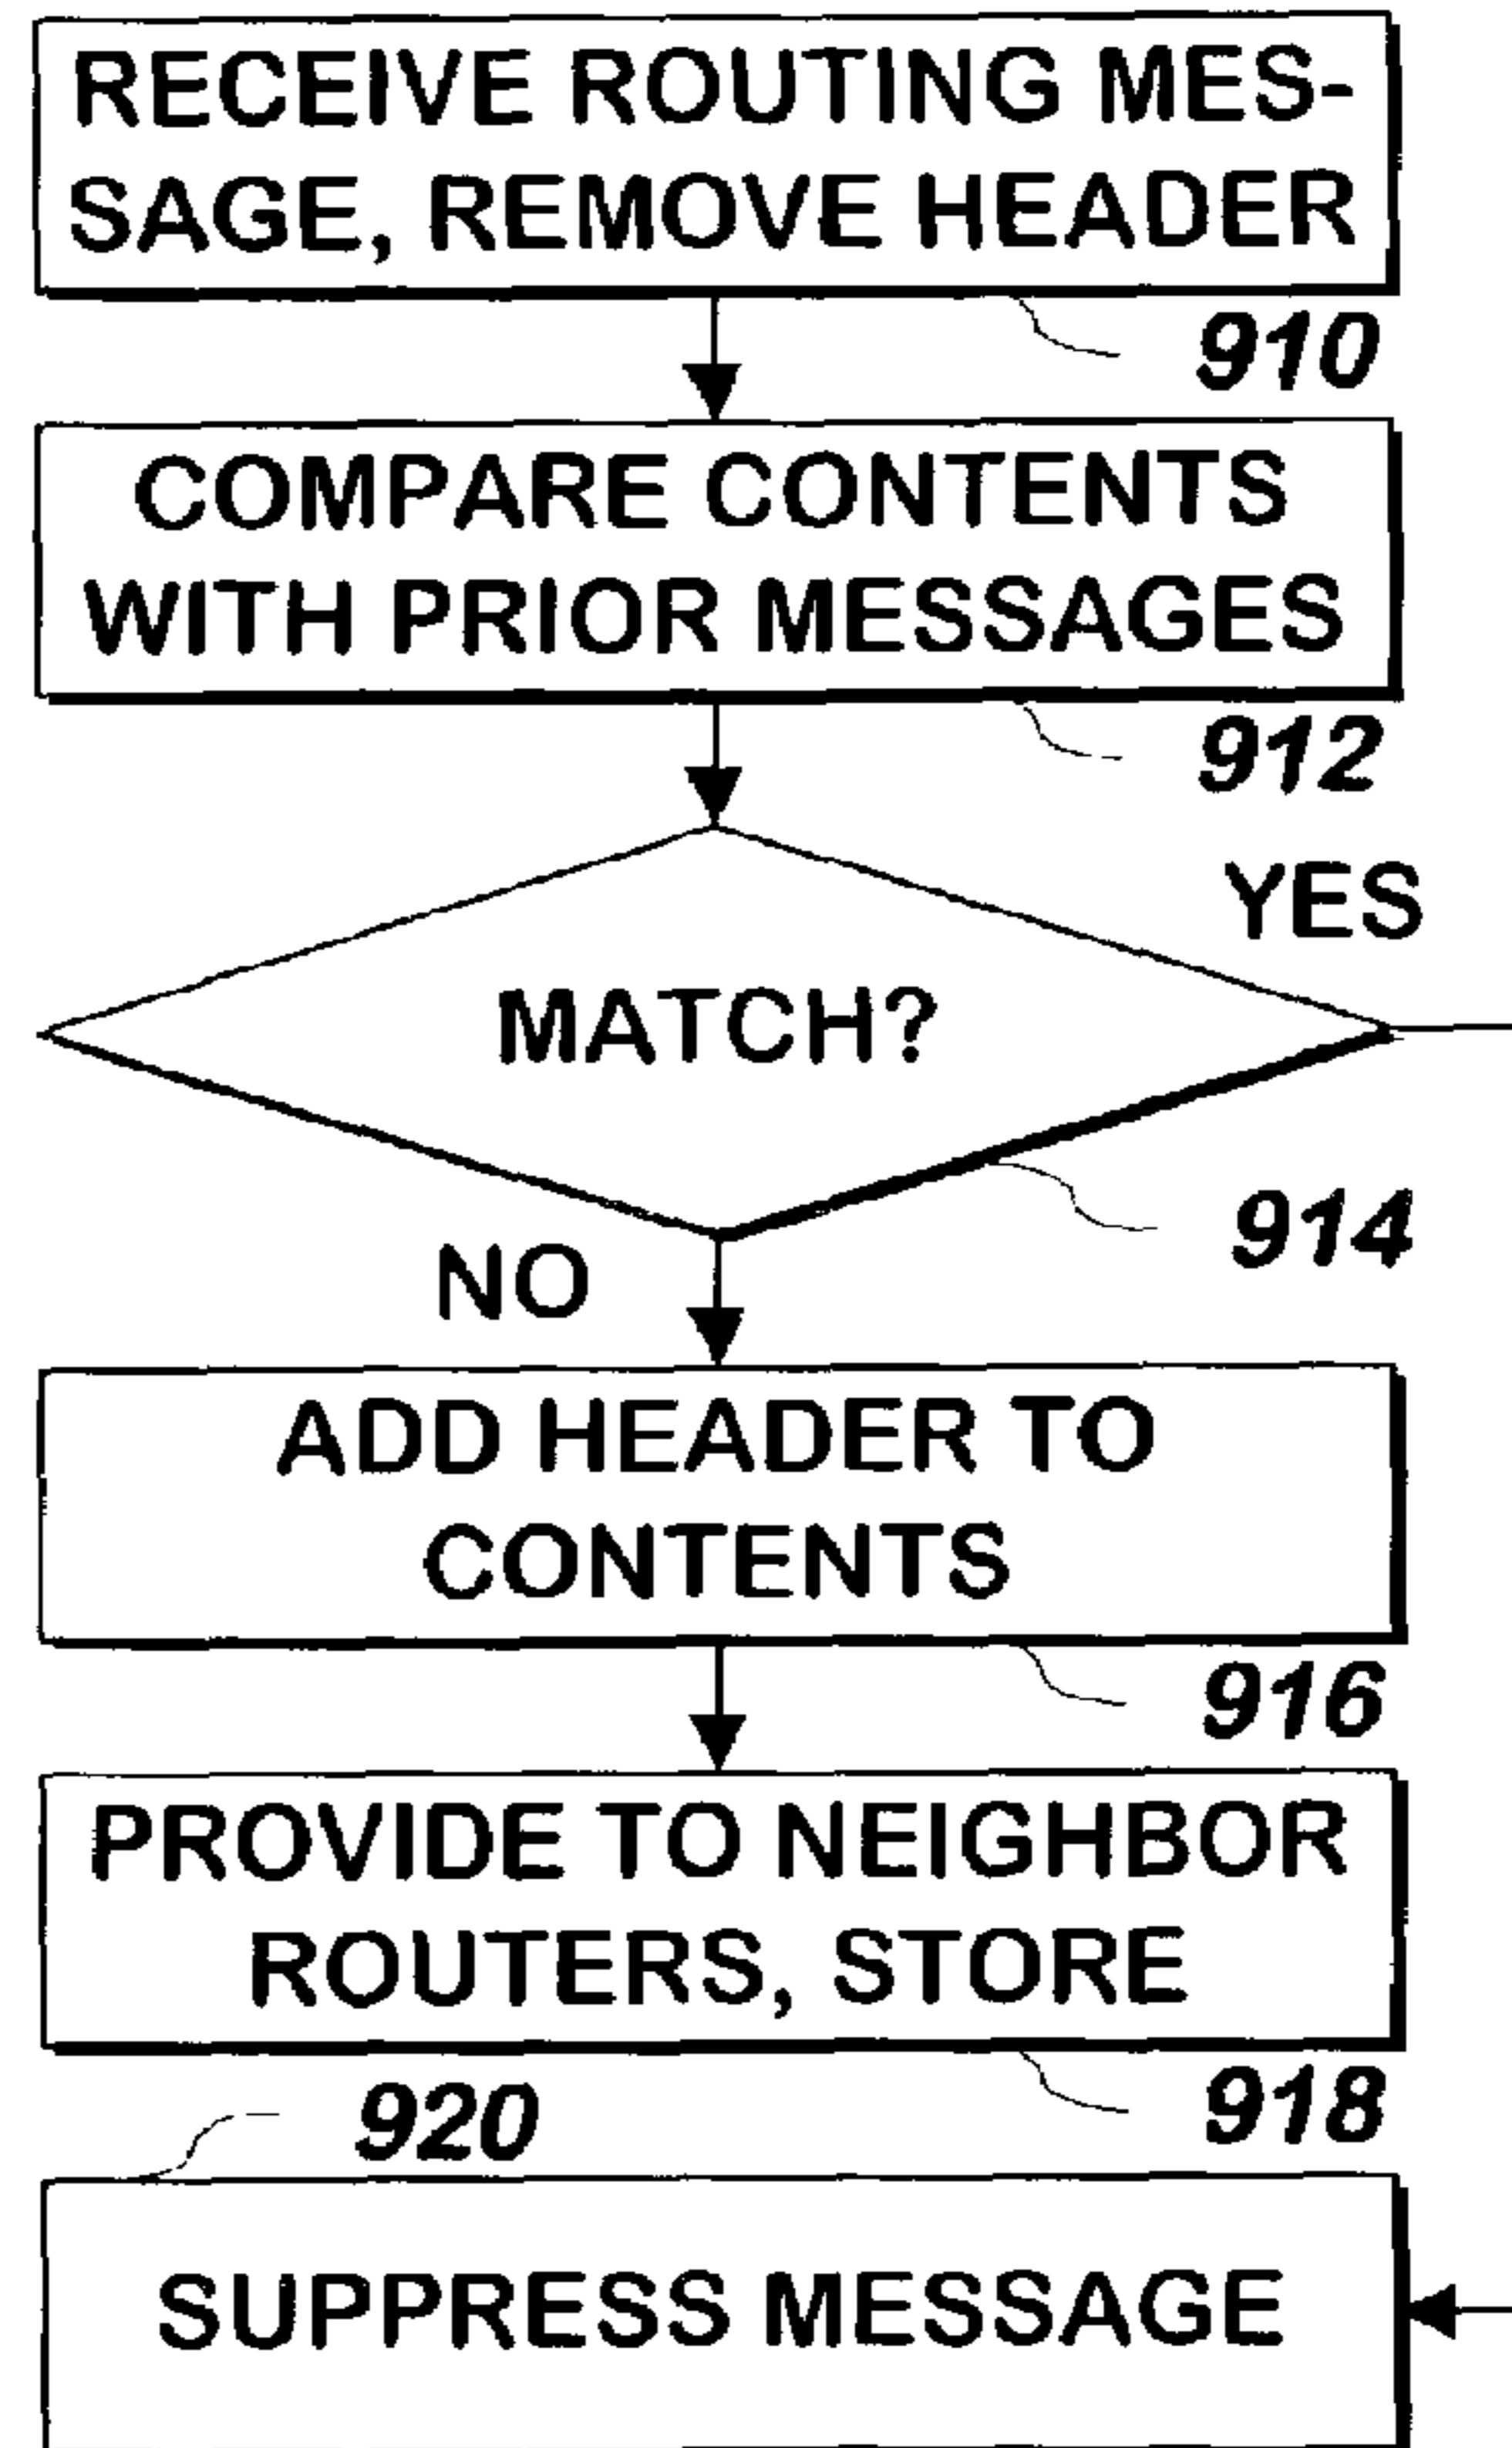 RECEIVE ROUTING MES-
SAGE, REMOVE HEADER
910
COMPARE CONTENTS
WITH PRIOR MESSAGES
912
YES
MATCH?
914
NO
ADD HEADER TO
CONTENTS
916
PROVIDE TO NEIGHBOR
ROUTERS, STORE
918
920
SUPPRESS MESSAGE